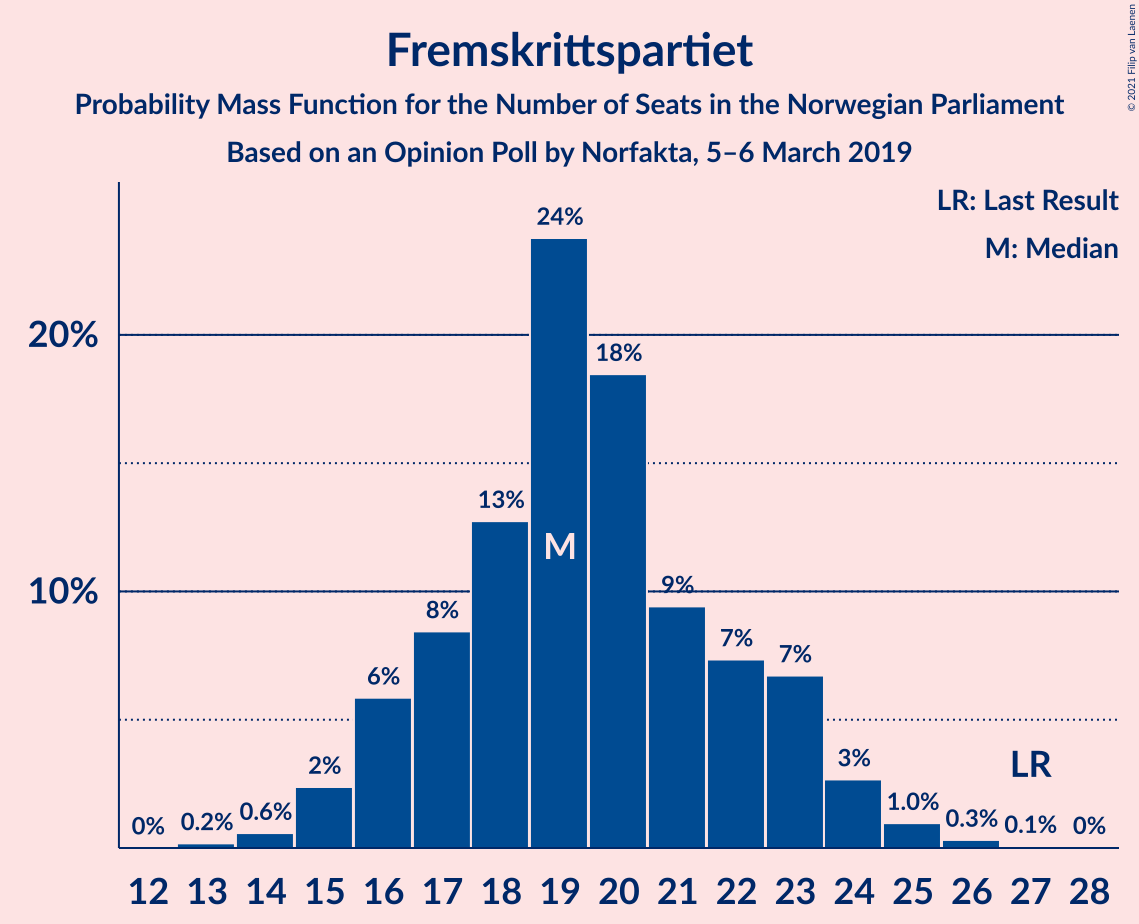 Fremskrittspartiet
Probability Mass Function for the Number of Seats in the Norwegian Parliament
Based on an Opinion Poll by Norfakta, 5–6 March 2019
© 2021 Filip van Laenen
LR: Last Result
M: Median
20%
10%
0%
0.2%
0.6%
2%
6%
8%
13%
24%
18%
9%
7%
7%
3%
1.0%
0.3%
0.1%
0%
M
LR
12 13 14 15 16 17 18 19 20 21 22 23 24 25 26 27 28